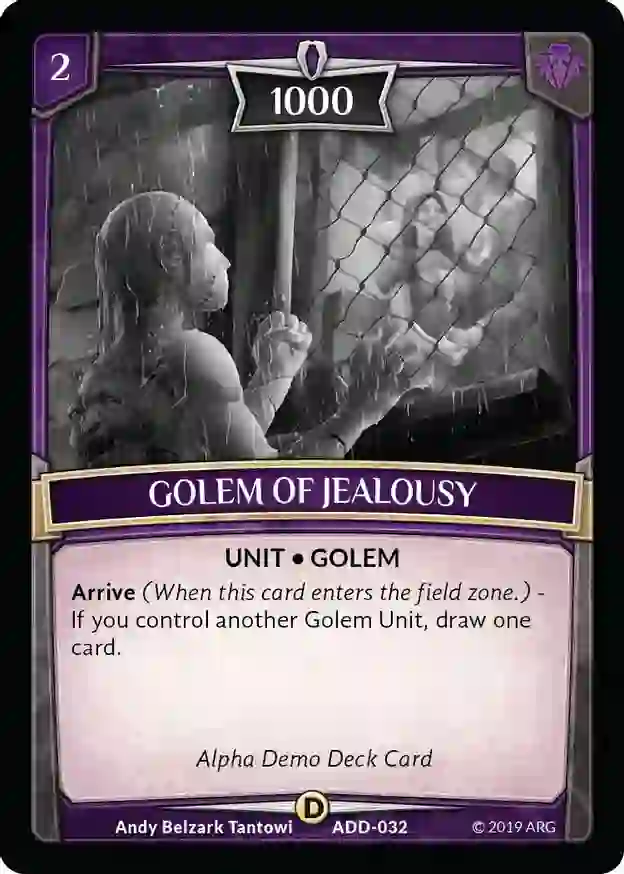 2
1000
GOLEM OF JEALOUSY
UNIT • GOLEM
Arrive (When this card enters the field zone.) -
If you control another Golem Unit, draw one
card.
Alpha Demo Deck Card
D
Andy Belzark Tantowi ADD-032 © 2019 ARG